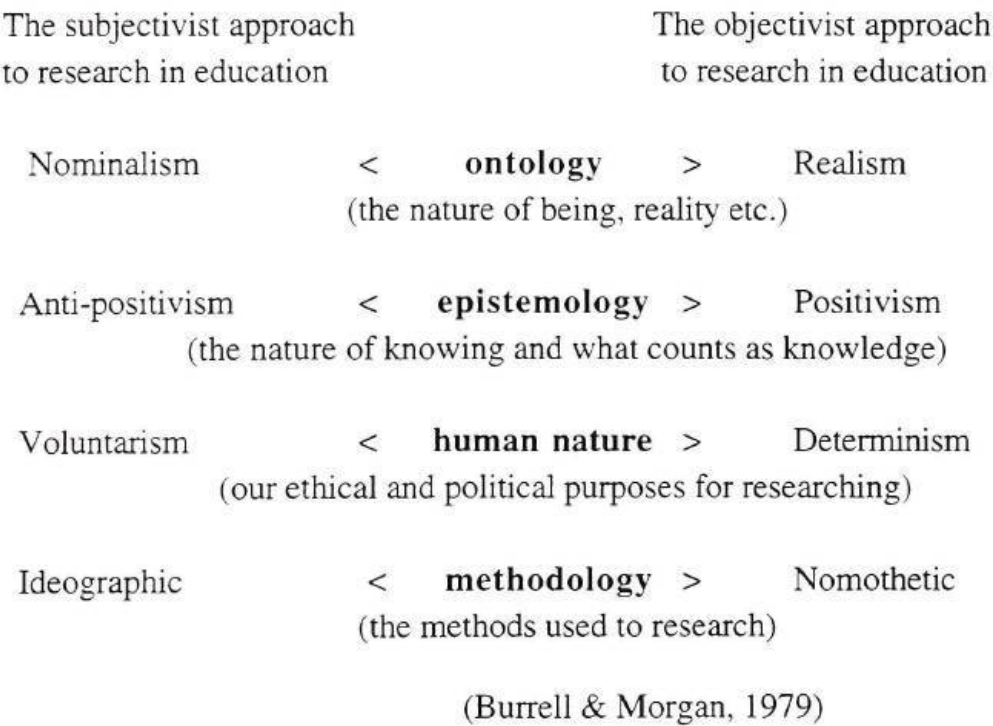 The subjectivist approach
to research in education
The objectivist approach
to research in education
Nominalism < ontology > Realism
(the nature of being, reality etc.)
Anti-positivism < epistemology > Positivism
(the nature of knowing and what counts as knowledge)
Voluntarism < human nature > Determinism
(our ethical and political purposes for researching)
Ideographic < methodology > Nomothetic
(the methods used to research)
(Burrell & Morgan, 1979)